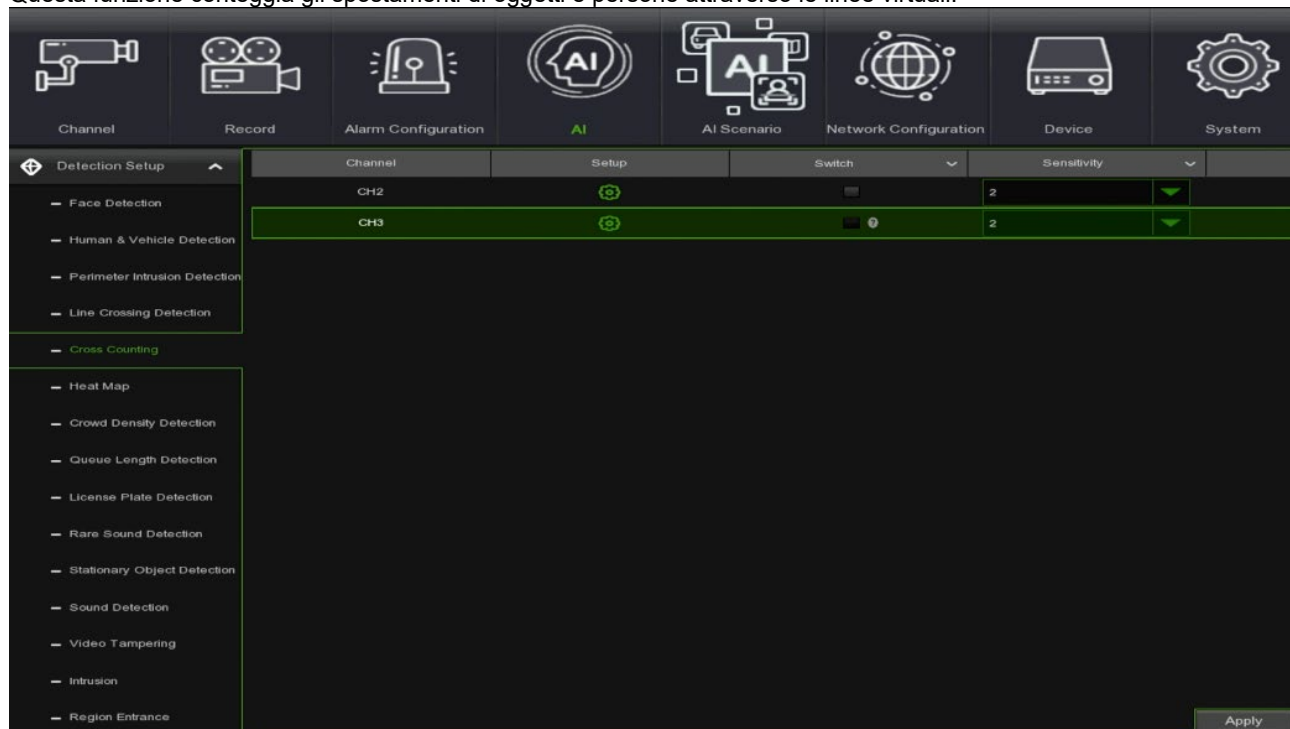 Questa funzione conteggia gli spostamenti di oggetti o persone attraverso le linee virtuali.
AI
AI
Channel Record Alarm Configuration AI AI Scenario Network Configuration Device System
Detection Setup Channel Setup Switch Sensitivity
CH2 2
CH3 2
Face Detection
Human & Vehicle Detection
Perimeter Intrusion Detection
Line Crossing Detection
Cross Counting
Heat Map
Crowd Density Detection
Queue Length Detection
License Plate Detection
Rare Sound Detection
Stationary Object Detection
Sound Detection
Video Tampering
Intrusion
Region Entrance
Apply